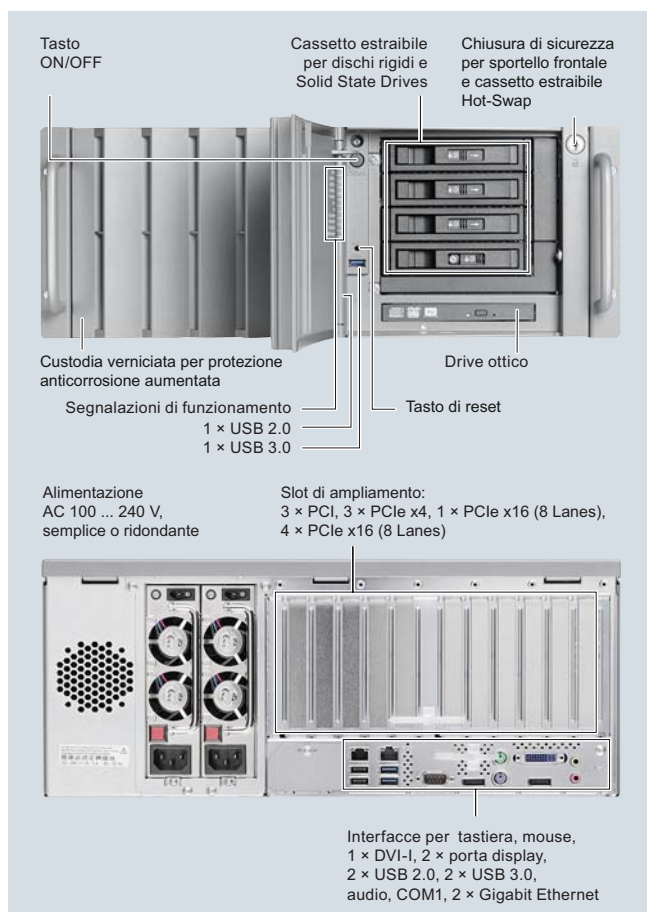 Tasto
ON/OFF
Cassetto estraibile
per dischi rigidi e
Solid State Drives
Chiusura di sicurezza
per sportello frontale
e cassetto estraibile
Hot-Swap
Custodia verniciata per protezione
anticorrosione aumentata
Drive ottico
Segnalazioni di funzionamento
Tasto di reset
1 × USB 2.0
1 × USB 3.0
Alimentazione
AC 100 ... 240 V,
semplice o ridondante
Slot di ampliamento:
3 × PCI, 3 × PCIe x4, 1 × PCIe x16 (8 Lanes),
4 × PCIe x16 (8 Lanes)
Interfacce per tastiera, mouse,
1 × DVI-I, 2 × porta display,
2 × USB 2.0, 2 × USB 3.0,
audio, COM1, 2 × Gigabit Ethernet